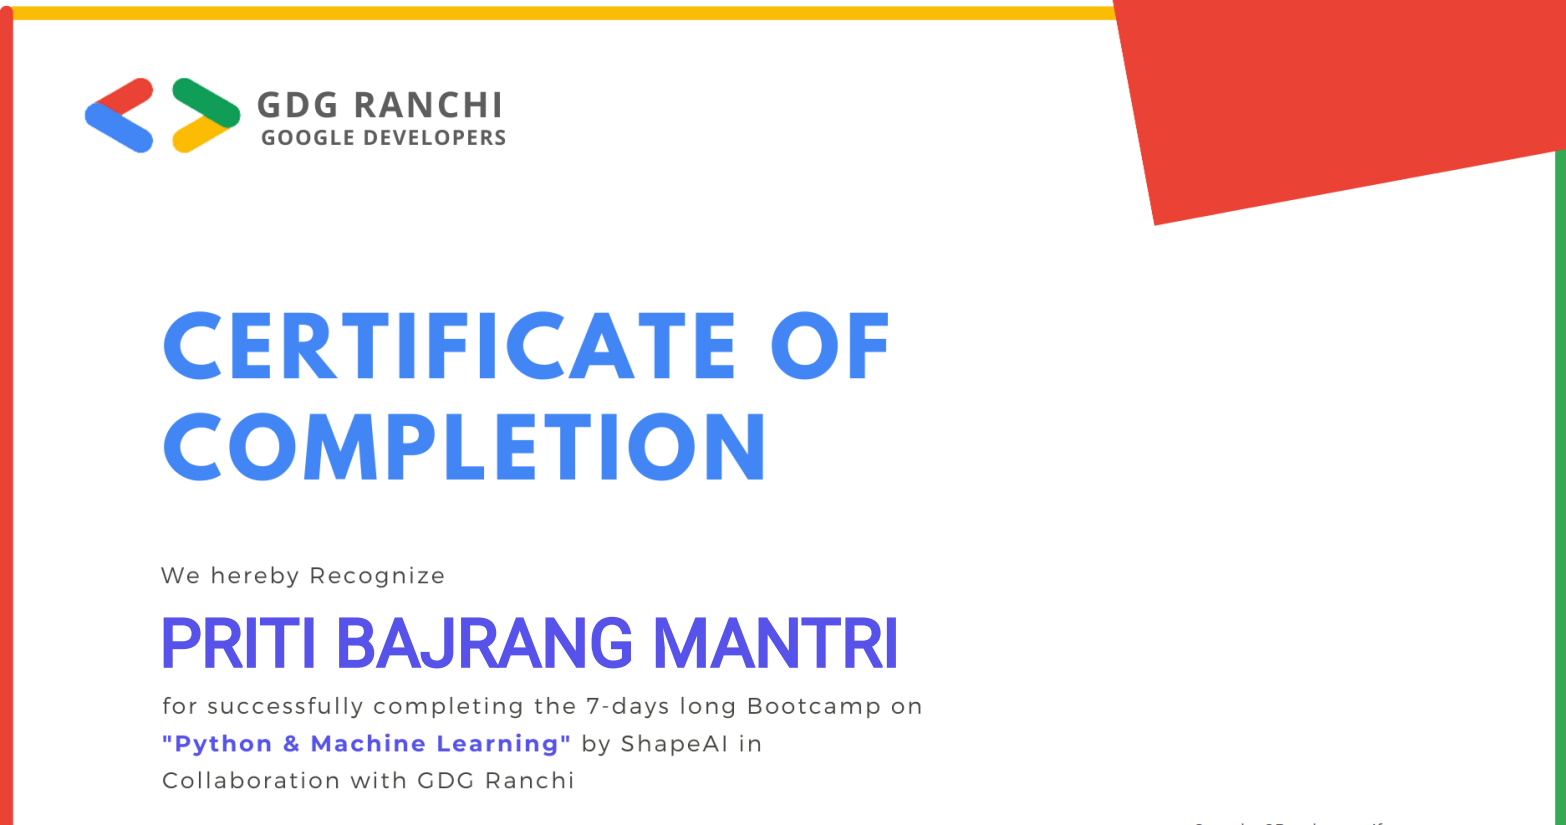 GDG RANCHI
GOOGLE DEVELOPERS
CERTIFICATE OF
COMPLETION
We hereby Recognize
PRITI BAJRANG MANTRI
for successfully completing the 7-days long Bootcamp on
"Python & Machine Learning" by ShapeAI in
Collaboration with GDG Ranchi